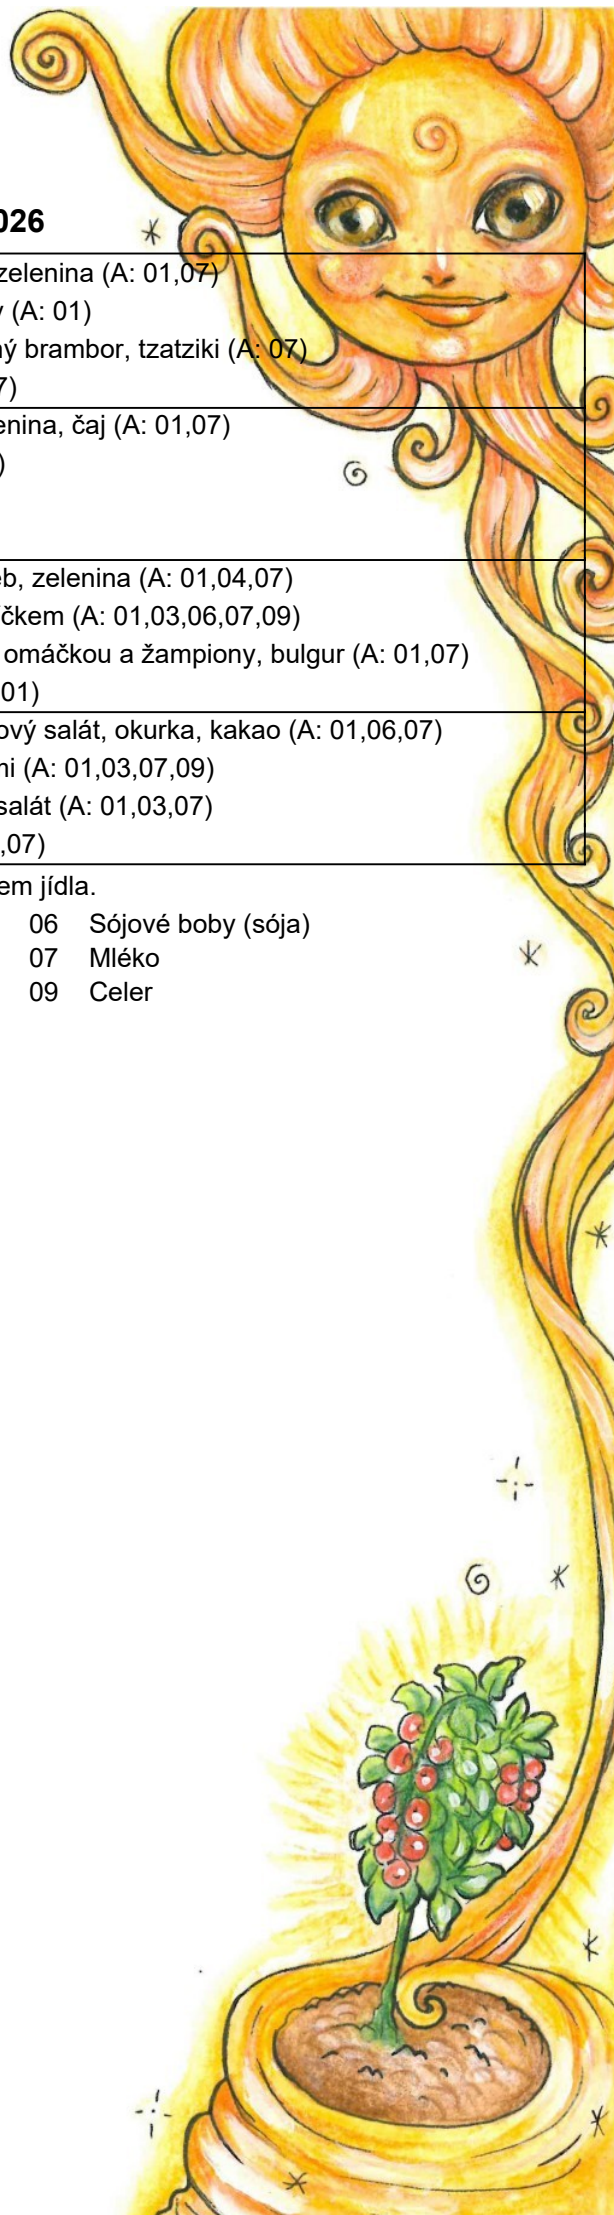 026
zelenina (A: 01,07)
(A: 01)
brambor, tzatziki (A: 07)
7)
enina, čaj (A: 01,07)
)
eb, zelenina (A: 01,04,07)
íčkem (A: 01,03,06,07,09)
omáčkou a žampiony, bulgur (A: 01,07)
01)
ový salát, okurka, kakao (A: 01,06,07)
ni (A: 01,03,07,09)
salát (A: 01,03,07)
,07)
em jídla.
06 Sójové boby (sója)
07 Mléko
09 Celer